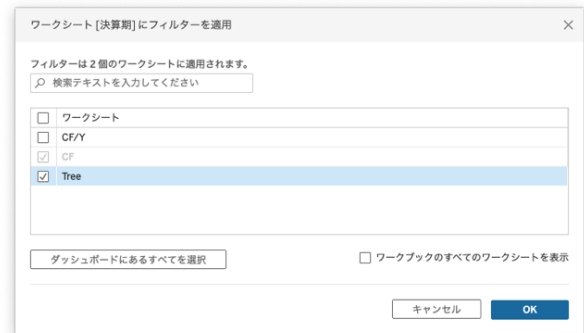 ワークシート [決算期] にフィルターを適用
フィルターは 2 個のワークシートに適用されます。
検索テキストを入力してください
ワークシート
CF/Y
CF
Tree
ダッシュボードにあるすべてを選択
ワークブックのすべてのワークシートを表示
キャンセル
OK